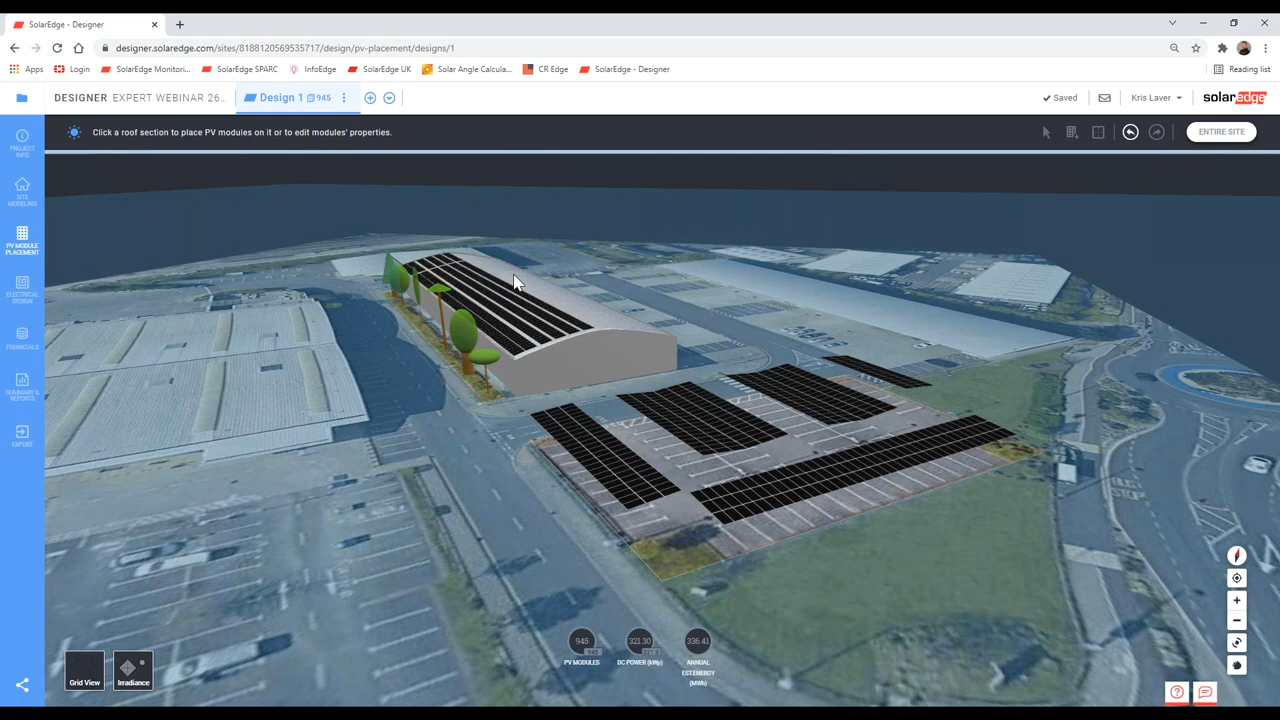 SolarEdge - Designer
designer.solaredge.com/sites/8188120569535717/design/pv-placement/designs/1
Apps Login SolarEdge Monitori... SolarEdge SPARC InfoEdge SolarEdge UK Solar Angle Calcula... CR Edge SolarEdge - Designer Reading list
DESIGNER EXPERT WEBINAR 26... Design 1 945 Saved Kris Laver solaredge
Click a roof section to place PV modules on it or to edit modules' properties. ENTIRE SITE
PROJECT
INFO
SITE
MODELING
PV MODULE
PLACEMENT
ELECTRICAL
DESIGN
FINANCIALS
SUMMARY &
REPORTS
EXPORT
Grid View
Irradiance
945
PV MODULES
321.30
DC POWER (kWp)
336.41
ANNUAL
EST.ENERGY
(MWh)